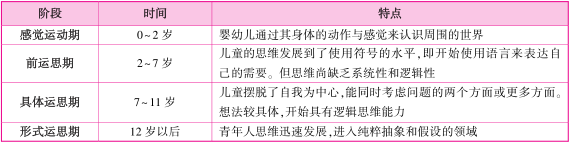 阶段 时间 特点
感觉运动期 0~2岁 婴幼儿通过其身体的动作与感觉来认识周围的世界
前运思期 2~7岁 儿童的思维发展到了使用符号的水平,即开始使用语言来表达自
己的需要。但思维尚缺乏系统性和逻辑性
具体运思期 7~11岁 儿童摆脱了自我为中心,能同时考虑问题的两个方面或更多方面。
想法较具体,开始具有逻辑思维能力
形式运思期 12岁以后 青年人思维迅速发展,进入纯粹抽象和假设的领域